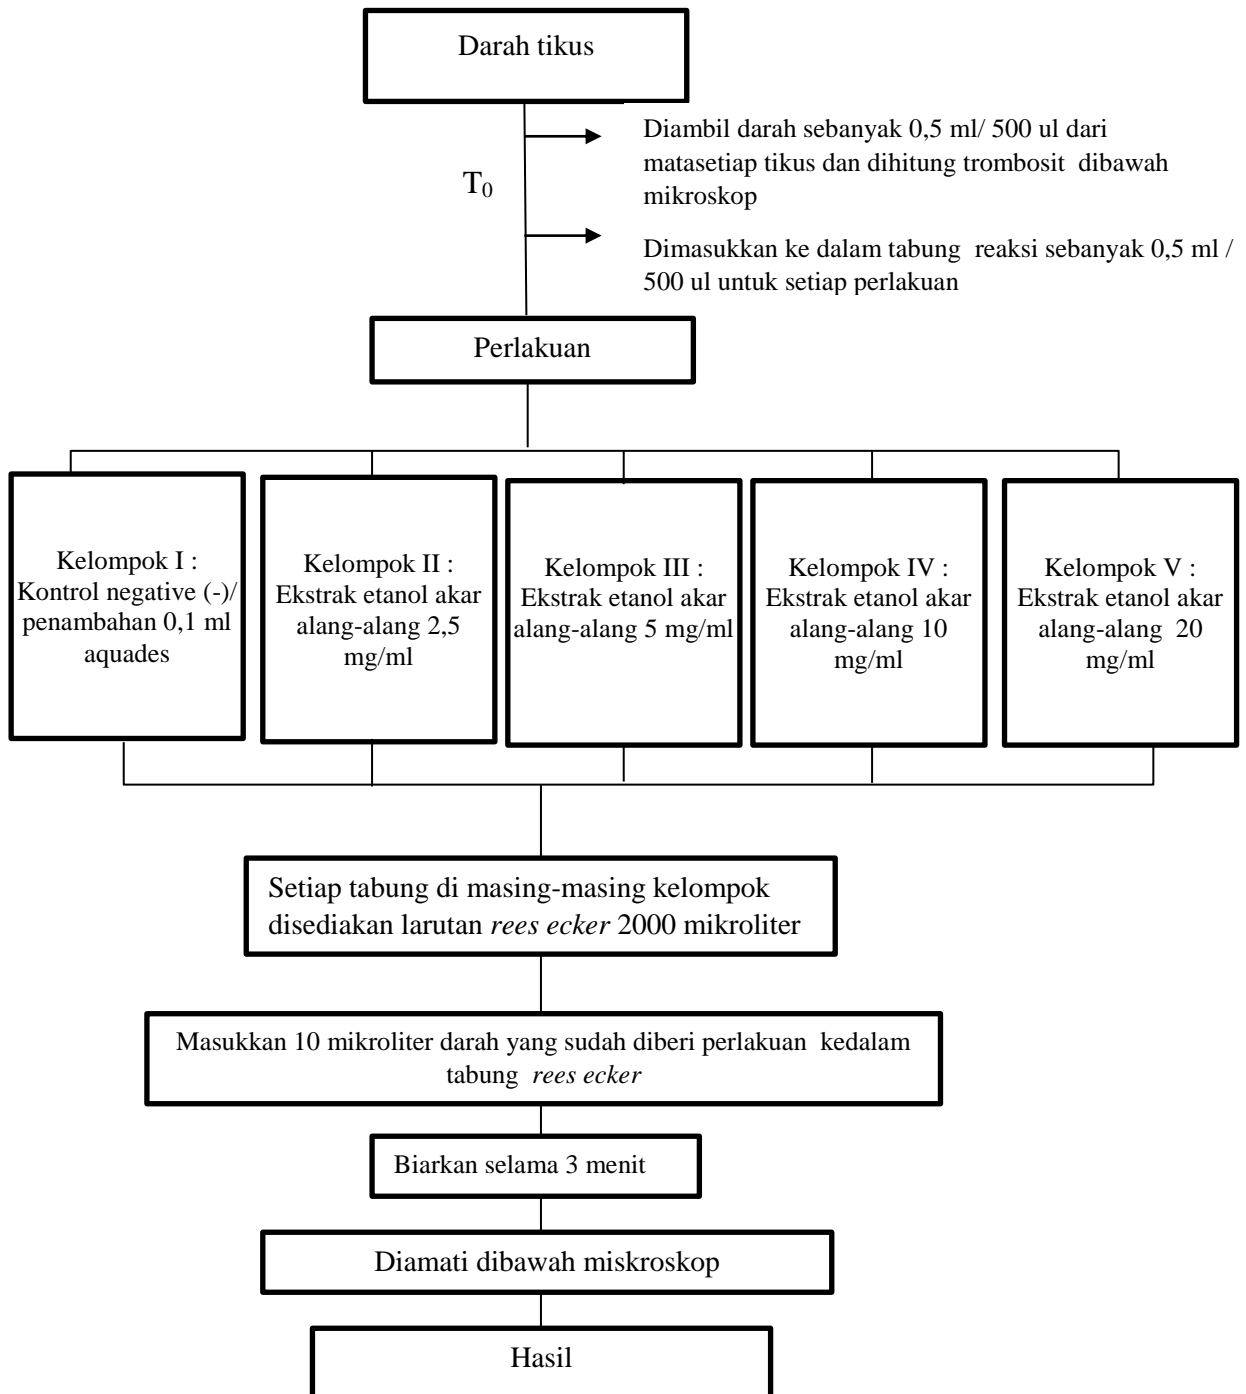 Darah tikus
Diambil darah sebanyak 0,5 ml/ 500 ul dari
matasetiap tikus dan dihitung trombosit dibawah
mikroskop
T₀
Dimasukkan ke dalam tabung reaksi sebanyak 0,5 ml /
500 ul untuk setiap perlakuan
Perlakuan
Kelompok I :
Kontrol negative (-)/
penambahan 0,1 ml
aquades
Kelompok II :
Ekstrak etanol akar
alang-alang 2,5
mg/ml
Kelompok III :
Ekstrak etanol akar
alang-alang 5 mg/ml
Kelompok IV :
Ekstrak etanol akar
alang-alang 10
mg/ml
Kelompok V :
Ekstrak etanol akar
alang-alang 20
mg/ml
Setiap tabung di masing-masing kelompok
disediakan larutan rees ecker 2000 mikroliter
Masukkan 10 mikroliter darah yang sudah diberi perlakuan kedalam
tabung rees ecker
Biarkan selama 3 menit
Diamati dibawah miskroskop
Hasil